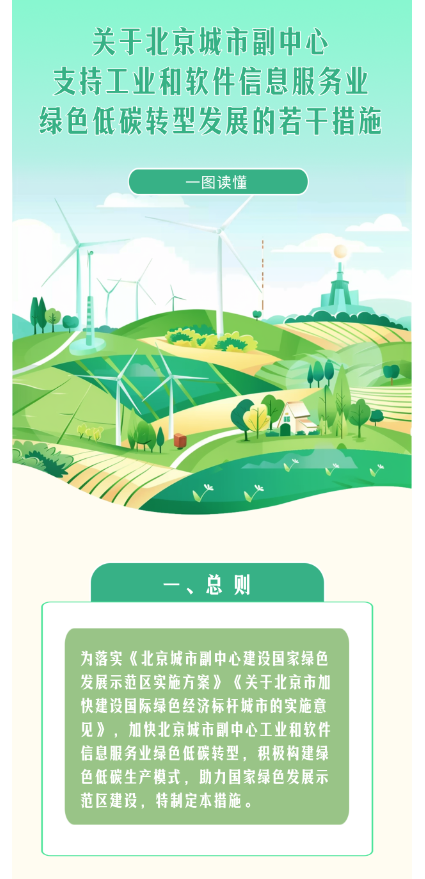 关于北京城市副中心
支持工业和软件信息服务业
绿色低碳转型发展的若干措施
一图读懂
一、总 则
为落实《北京城市副中心建设国家绿色
发展示范区实施方案》《关于北京市加
快建设国际绿色经济标杆城市的实施意
见》，加快北京城市副中心工业和软件
信息服务业绿色低碳转型，积极构建绿
色低碳生产模式，助力国家绿色发展示
范区建设，特制定本措施。